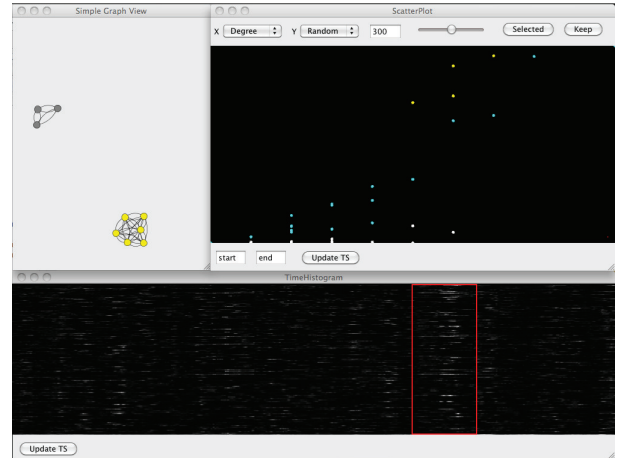 Simple Graph View
ScatterPlot
X Degree Y Random 300 Selected Keep
start end Update TS
TimeHistogram
Update TS